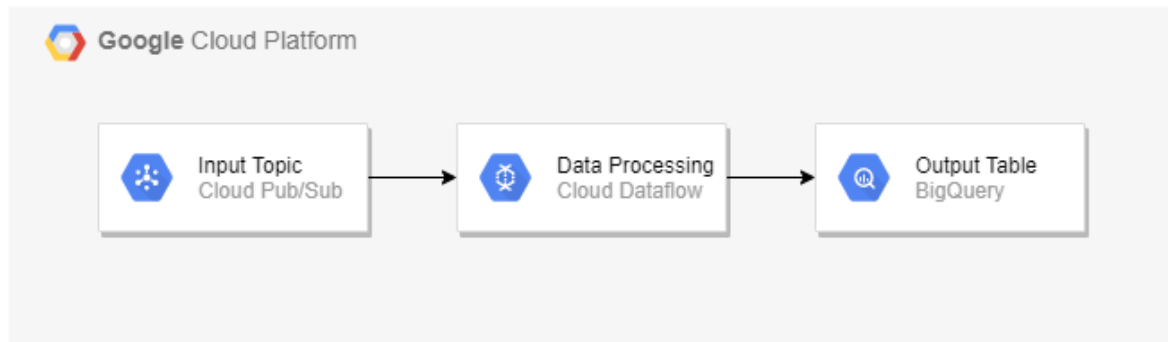 Google Cloud Platform
Input Topic
Cloud Pub/Sub
Data Processing
Cloud Dataflow
Output Table
BigQuery